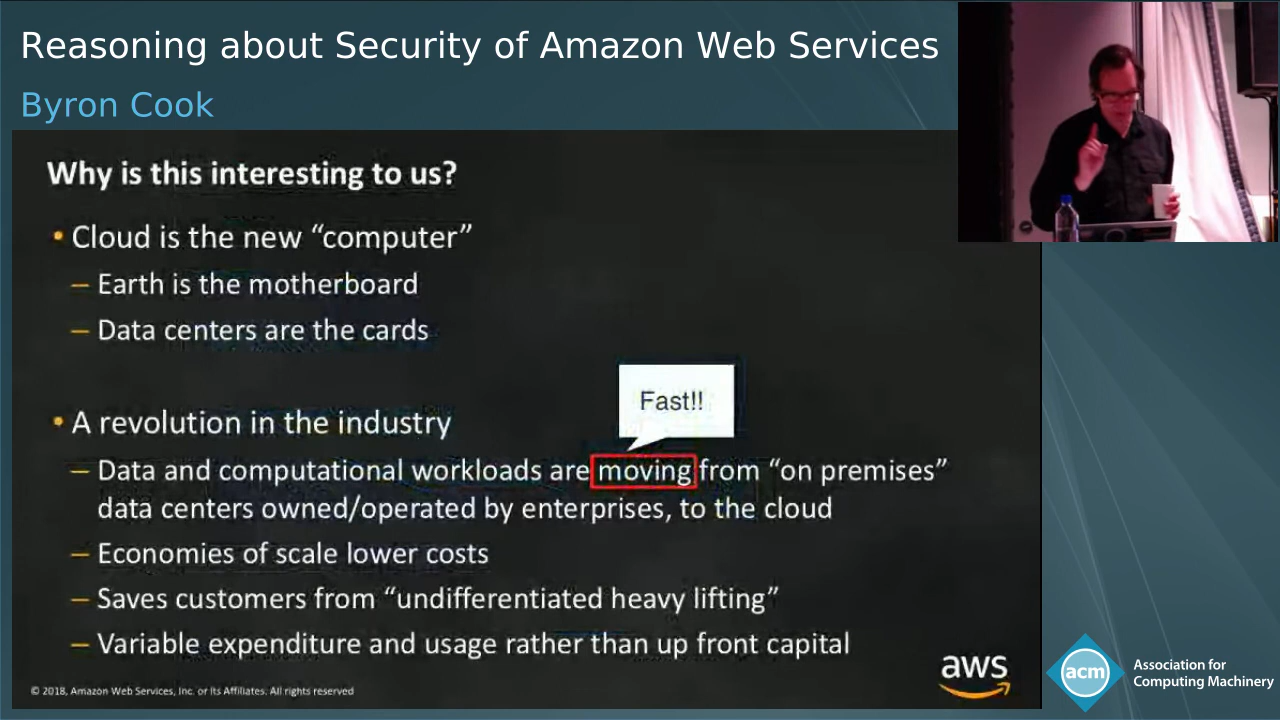 Reasoning about Security of Amazon Web Services
Byron Cook
Why is this interesting to us?
• Cloud is the new “computer”
– Earth is the motherboard
– Data centers are the cards
Fast!!
• A revolution in the industry
– Data and computational workloads are moving from “on premises”
data centers owned/operated by enterprises, to the cloud
– Economies of scale lower costs
– Saves customers from “undifferentiated heavy lifting”
– Variable expenditure and usage rather than up front capital
© 2018, Amazon Web Services, Inc. or its Affiliates. All rights reserved
aws
acm
Association for
Computing Machinery